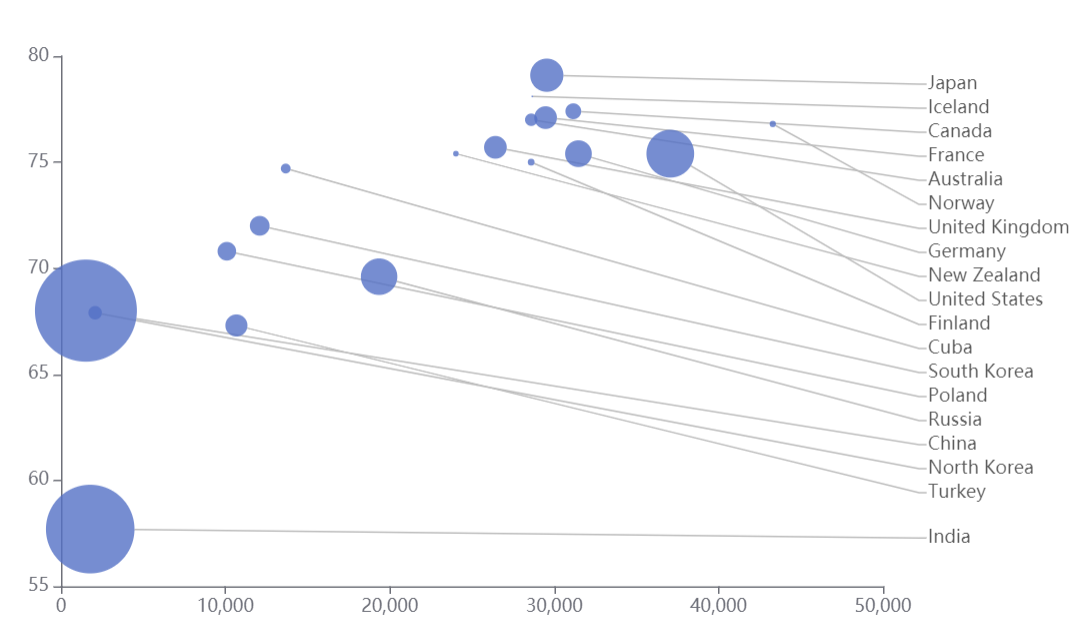 80
75
70
65
60
55
0
10,000
20,000
30,000
40,000
50,000
Japan
Iceland
Canada
France
Australia
Norway
United Kingdom
Germany
New Zealand
United States
Finland
Cuba
South Korea
Poland
Russia
China
North Korea
Turkey
India